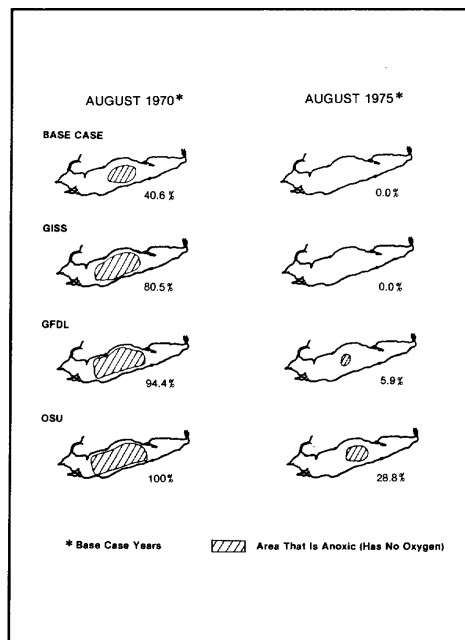 AUGUST 1970* AUGUST 1975*
BASE CASE
40.6% 0.0%
GISS
80.5% 0.0%
GFDL
94.4% 5.9%
OSU
100% 28.8%
* Base Case Years Area That Is Anoxic (Has No Oxygen)